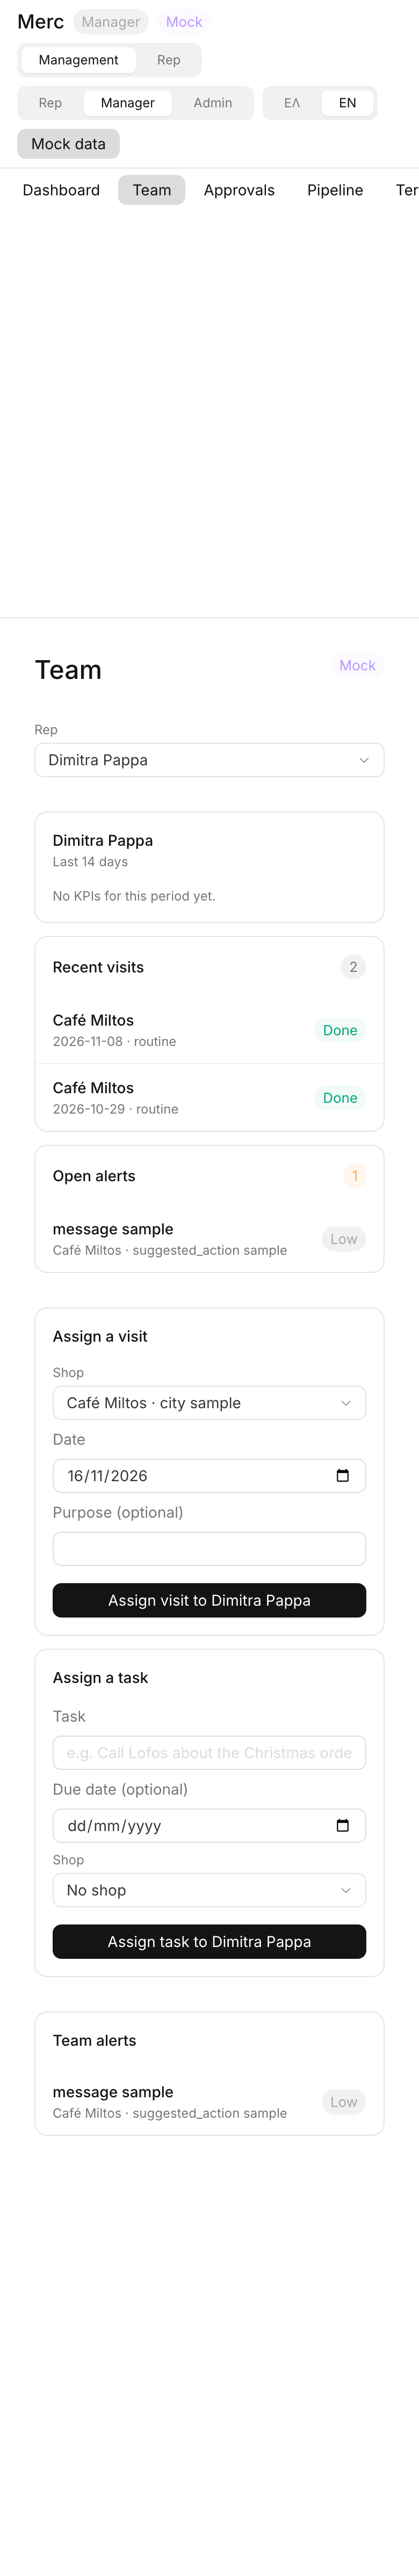 Merc Manager Mock
Management Rep
Rep Manager Admin ΕΛ EN
Mock data
Dashboard Team Approvals Pipeline Ter
Team Mock
Rep
Dimitra Pappa
Dimitra Pappa
Last 14 days
No KPIs for this period yet.
Recent visits 2
Café Miltos
2026-11-08 · routine
Done
Café Miltos
2026-10-29 · routine
Done
Open alerts 1
message sample
Café Miltos · suggested_action sample
Low
Assign a visit
Shop
Café Miltos · city sample
Date
16/11/2026
Purpose (optional)
Assign visit to Dimitra Pappa
Assign a task
Task
e.g. Call Lofos about the Christmas orde
Due date (optional)
dd/mm/yyyy
Shop
No shop
Assign task to Dimitra Pappa
Team alerts
message sample
Café Miltos · suggested_action sample
Low